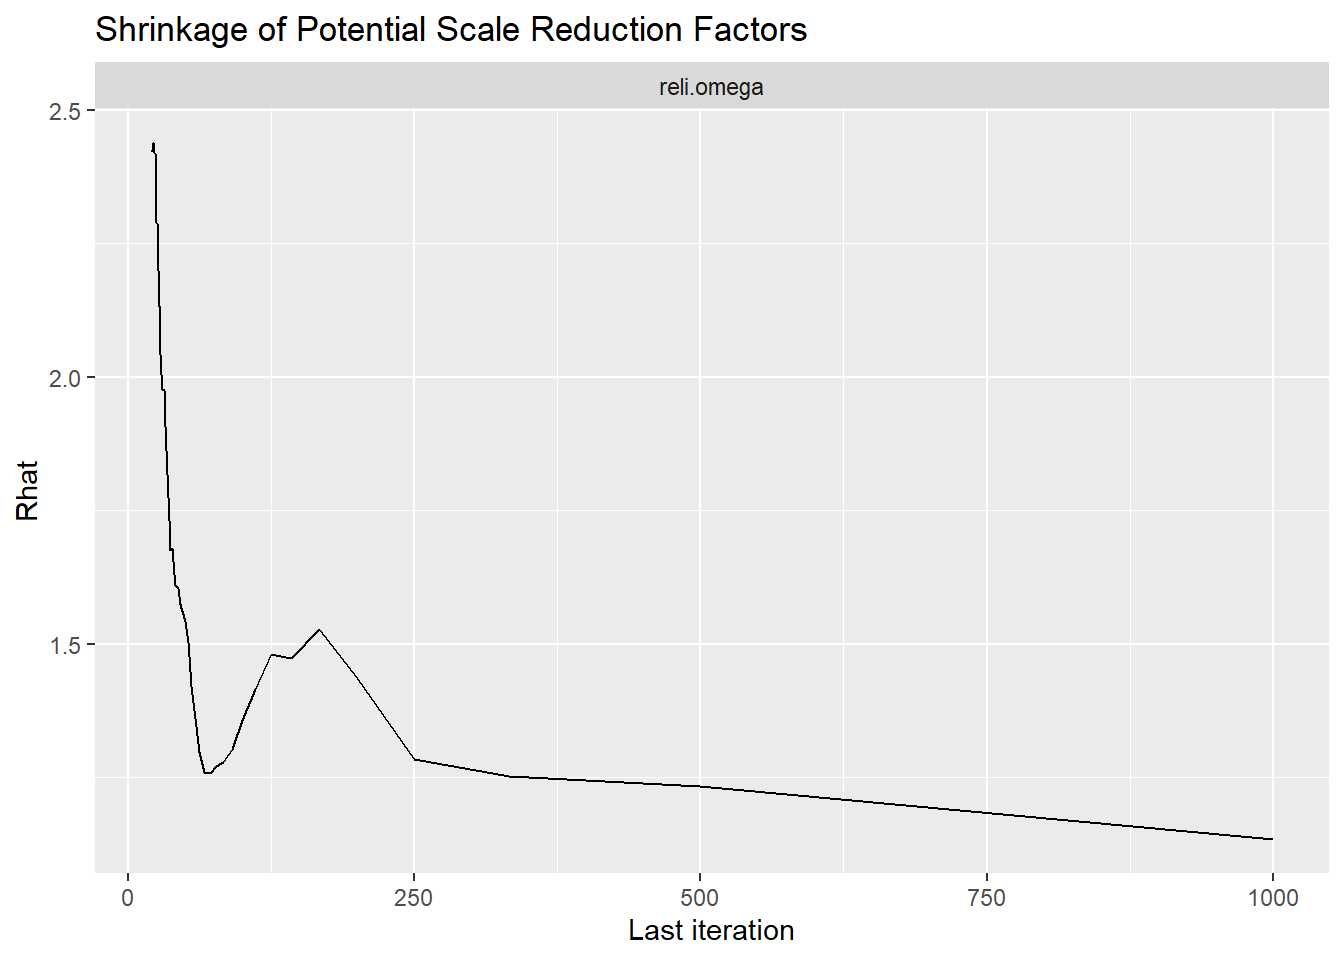 Shrinkage of Potential Scale Reduction Factors
reli.omega
2.5
2.0
1.5
Rhat
0 250 500 750 1000
Last iteration